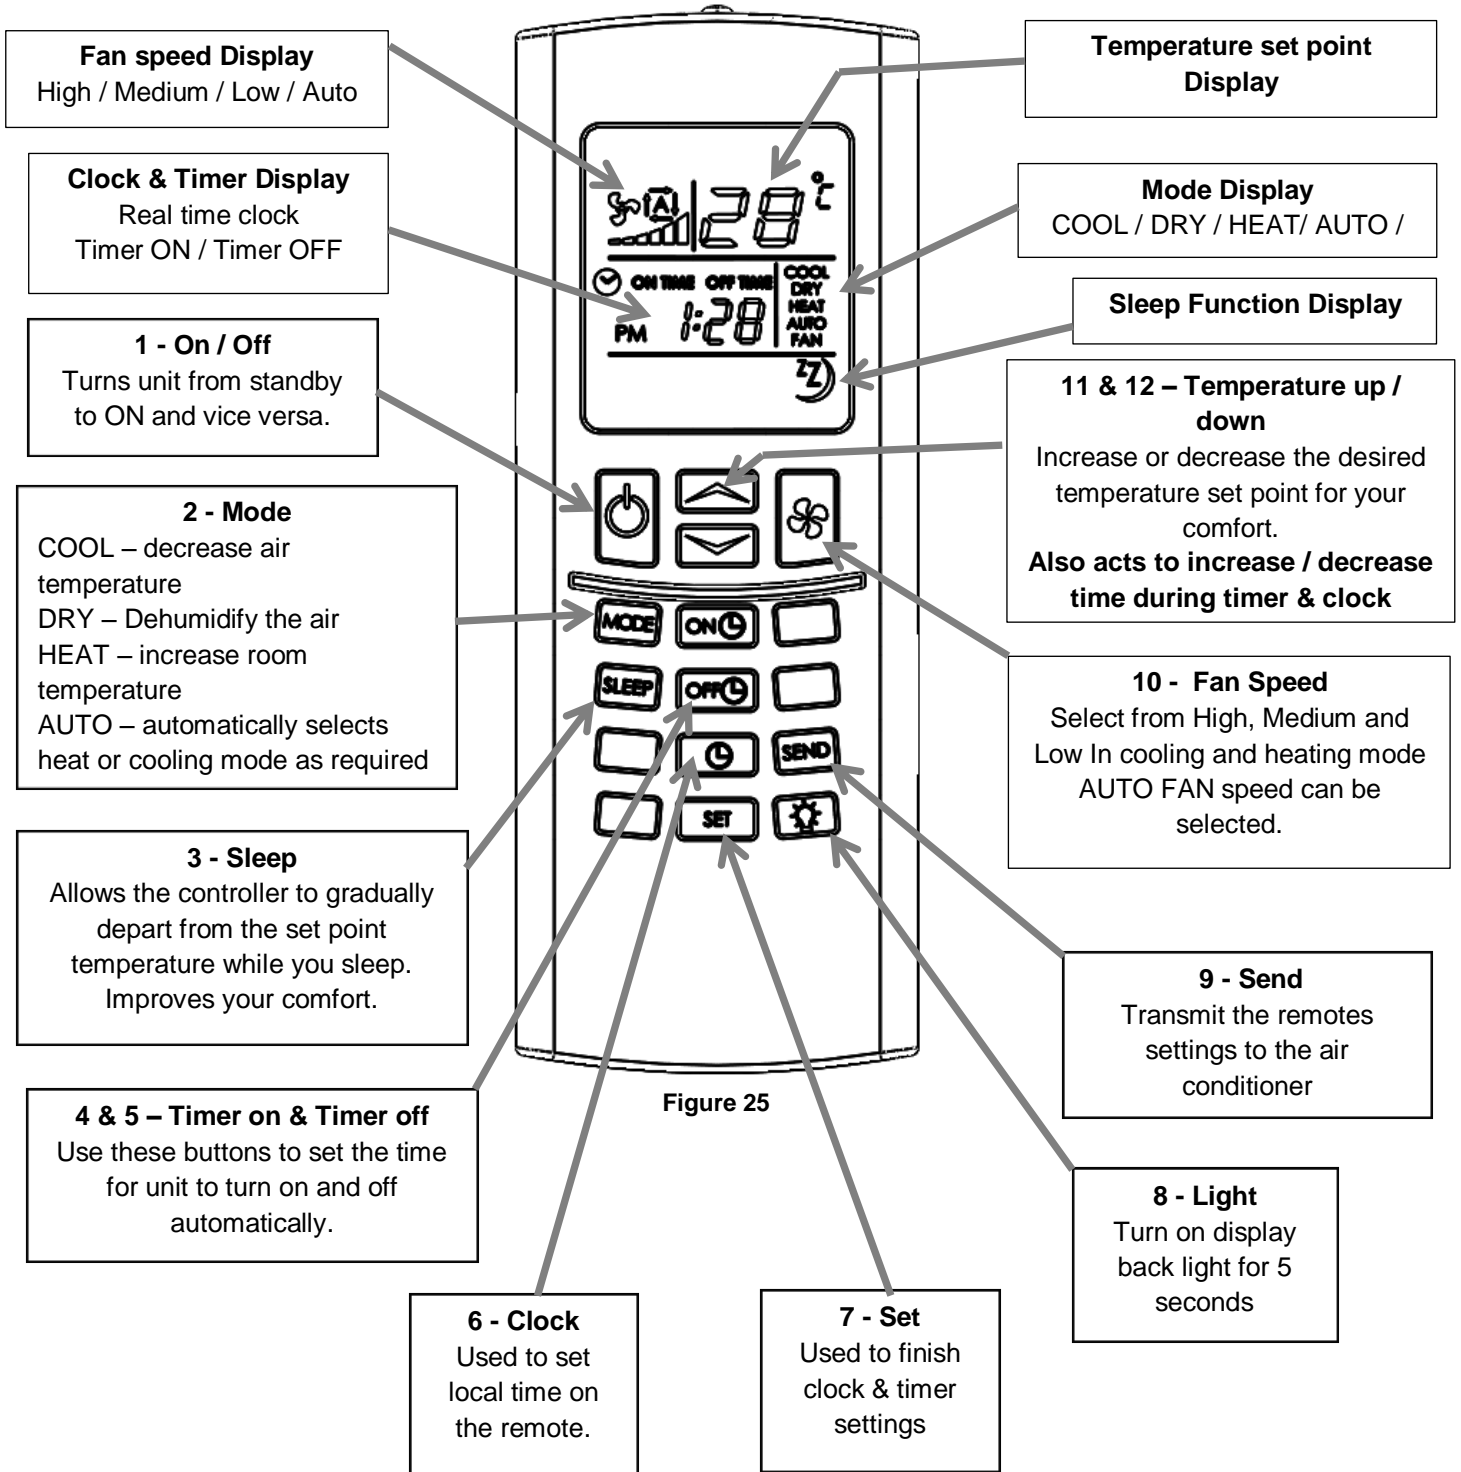 Fan speed Display
High / Medium / Low / Auto
Temperature set point
Display
Clock & Timer Display
Real time clock
Timer ON / Timer OFF
Mode Display
COOL / DRY / HEAT/ AUTO /
Sleep Function Display
A
28 °C
ON TIME OFF TIME
PM 1:28
COOL
DRY
HEAT
AUTO
FAN
ZZ
1 - On / Off
Turns unit from standby
to ON and vice versa.
11 & 12 – Temperature up /
down
Increase or decrease the desired
temperature set point for your
comfort.
Also acts to increase / decrease
time during timer & clock
2 - Mode
COOL – decrease air
temperature
DRY – Dehumidify the air
HEAT – increase room
temperature
AUTO – automatically selects
heat or cooling mode as required
MODE ON
SLEEP OFF
SEND
SET
10 - Fan Speed
Select from High, Medium and
Low In cooling and heating mode
AUTO FAN speed can be
selected.
3 - Sleep
Allows the controller to gradually
depart from the set point
temperature while you sleep.
Improves your comfort.
9 - Send
Transmit the remotes
settings to the air
conditioner
Figure 25
4 & 5 – Timer on & Timer off
Use these buttons to set the time
for unit to turn on and off
automatically.
8 - Light
Turn on display
back light for 5
seconds
6 - Clock
Used to set
local time on
the remote.
7 - Set
Used to finish
clock & timer
settings